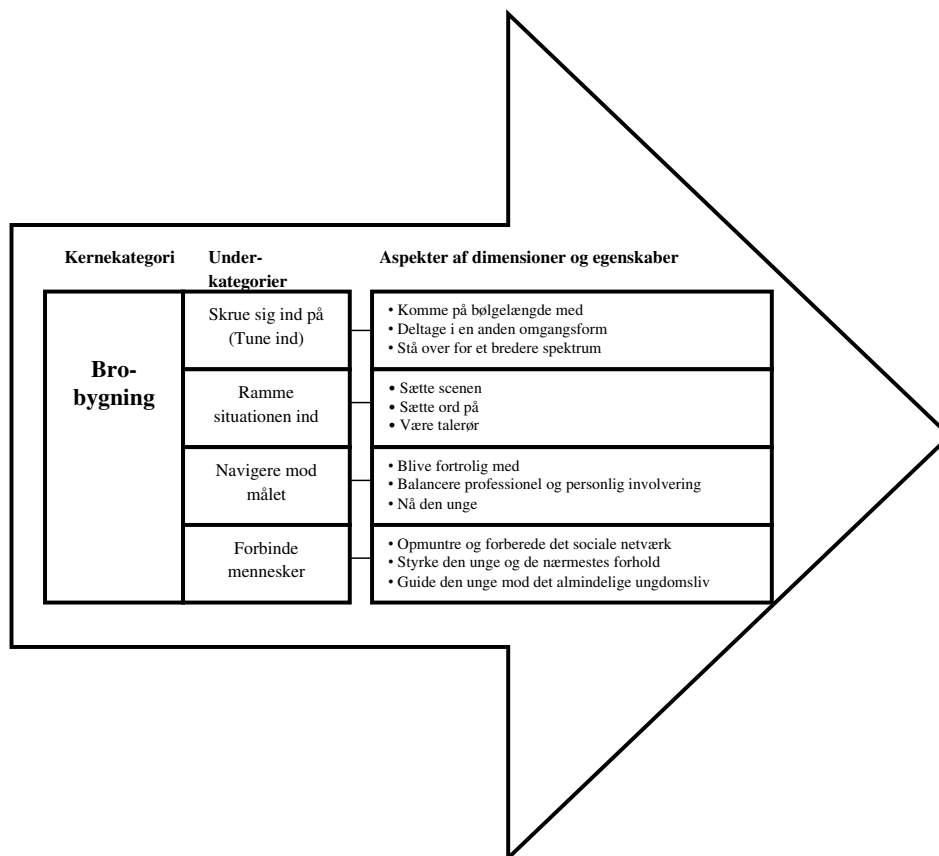 Kernekategori
Under-
kategorier
Aspekter af dimensioner og egenskaber
Bro-
bygning
Skrue sig ind på
(Tune ind)
• Komme på bølgelængde med
• Deltage i en anden omgangsform
• Stå over for et bredere spektrum
Ramme
situationen ind
• Sætte scenen
• Sætte ord på
• Være talerør
Navigere mod
målet
• Blive fortrolig med
• Balancere professionel og personlig involvering
• Nå den unge
Forbinde
mennesker
• Opmuntre og forberede det sociale netværk
• Styrke den unge og de nærmestes forhold
• Guide den unge mod det almindelige ungdomsliv